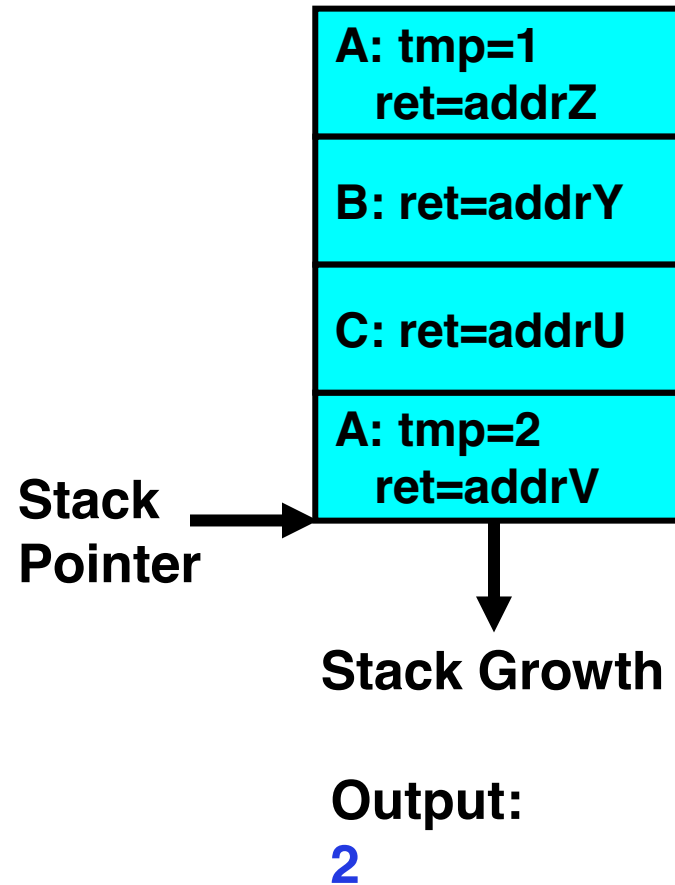 A: tmp=1
ret=addrZ
B: ret=addrY
C: ret=addrU
A: tmp=2
ret=addrV
Stack
Pointer
Stack Growth
Output:
2